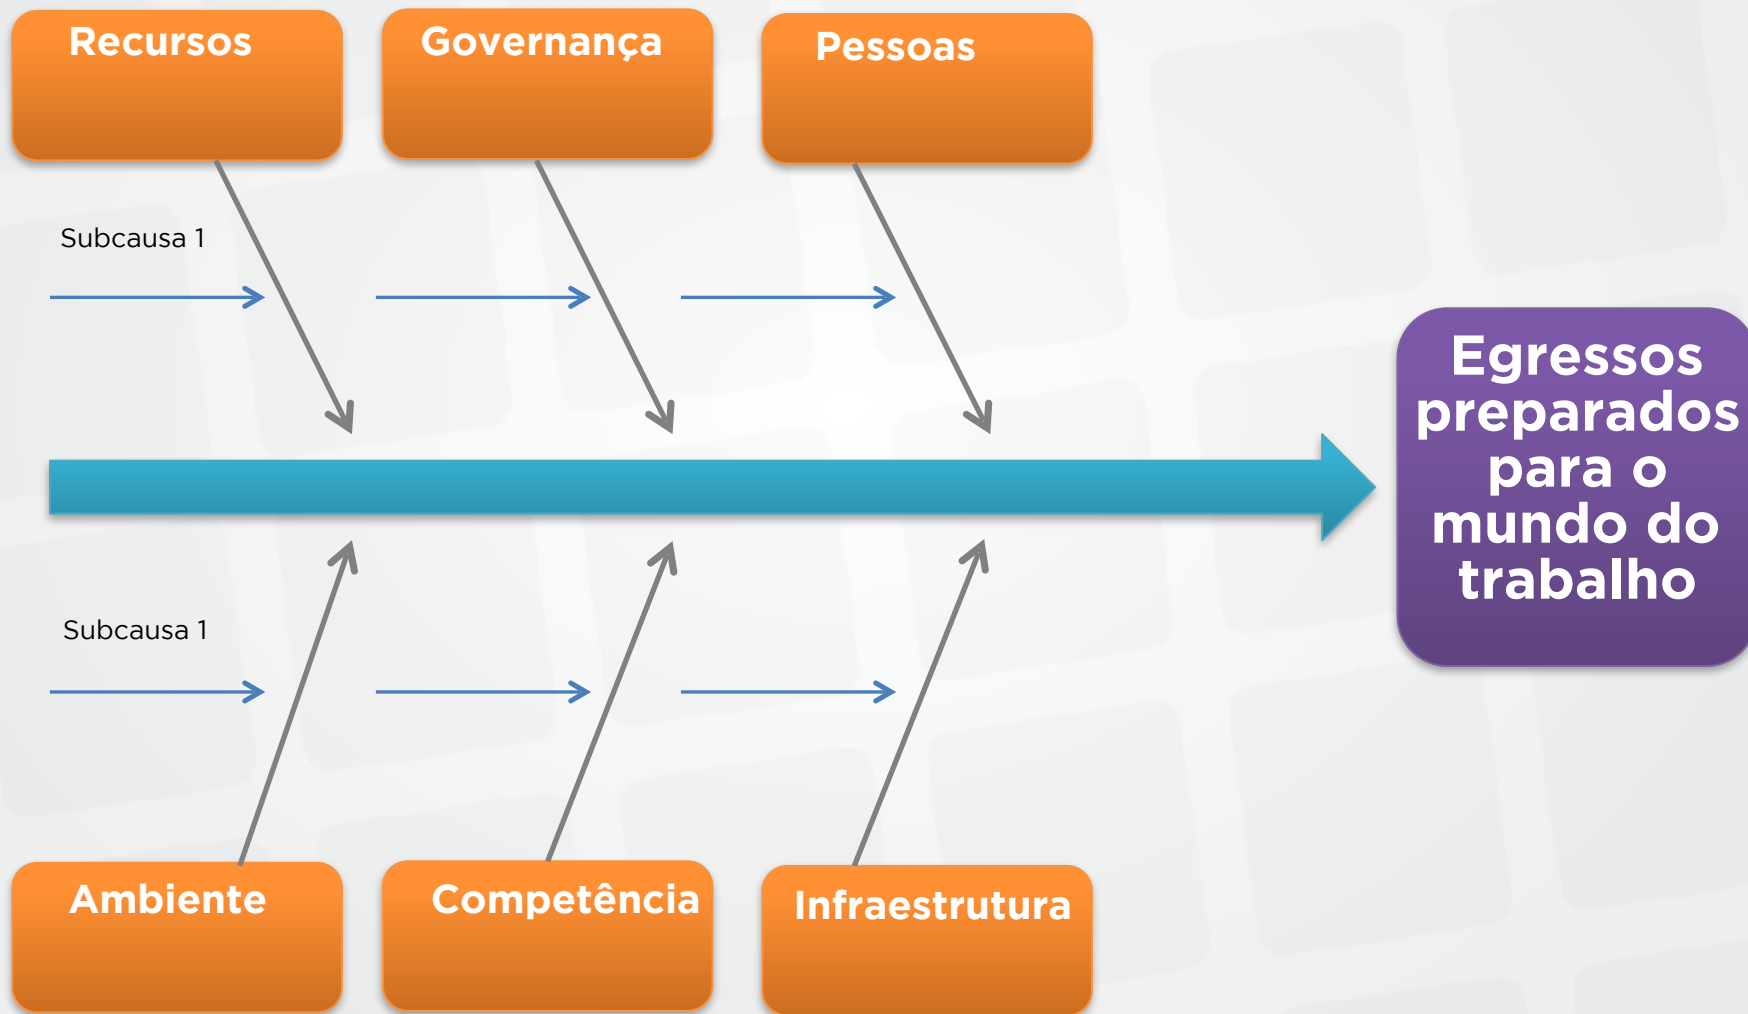 Recursos
Governança
Pessoas
Subcausa 1
Egressos
preparados
para o
mundo do
trabalho
Subcausa 1
Ambiente
Competência
Infraestrutura